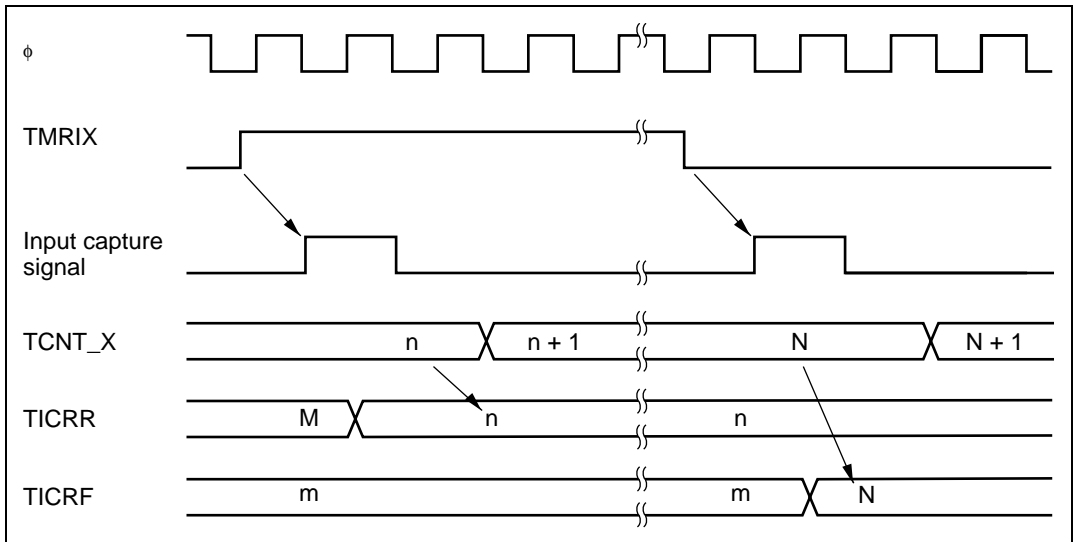 φ
TMRIX
Input capture
signal
TCNT_X n n + 1 N N + 1
TICRR M n n
TICRF m m N